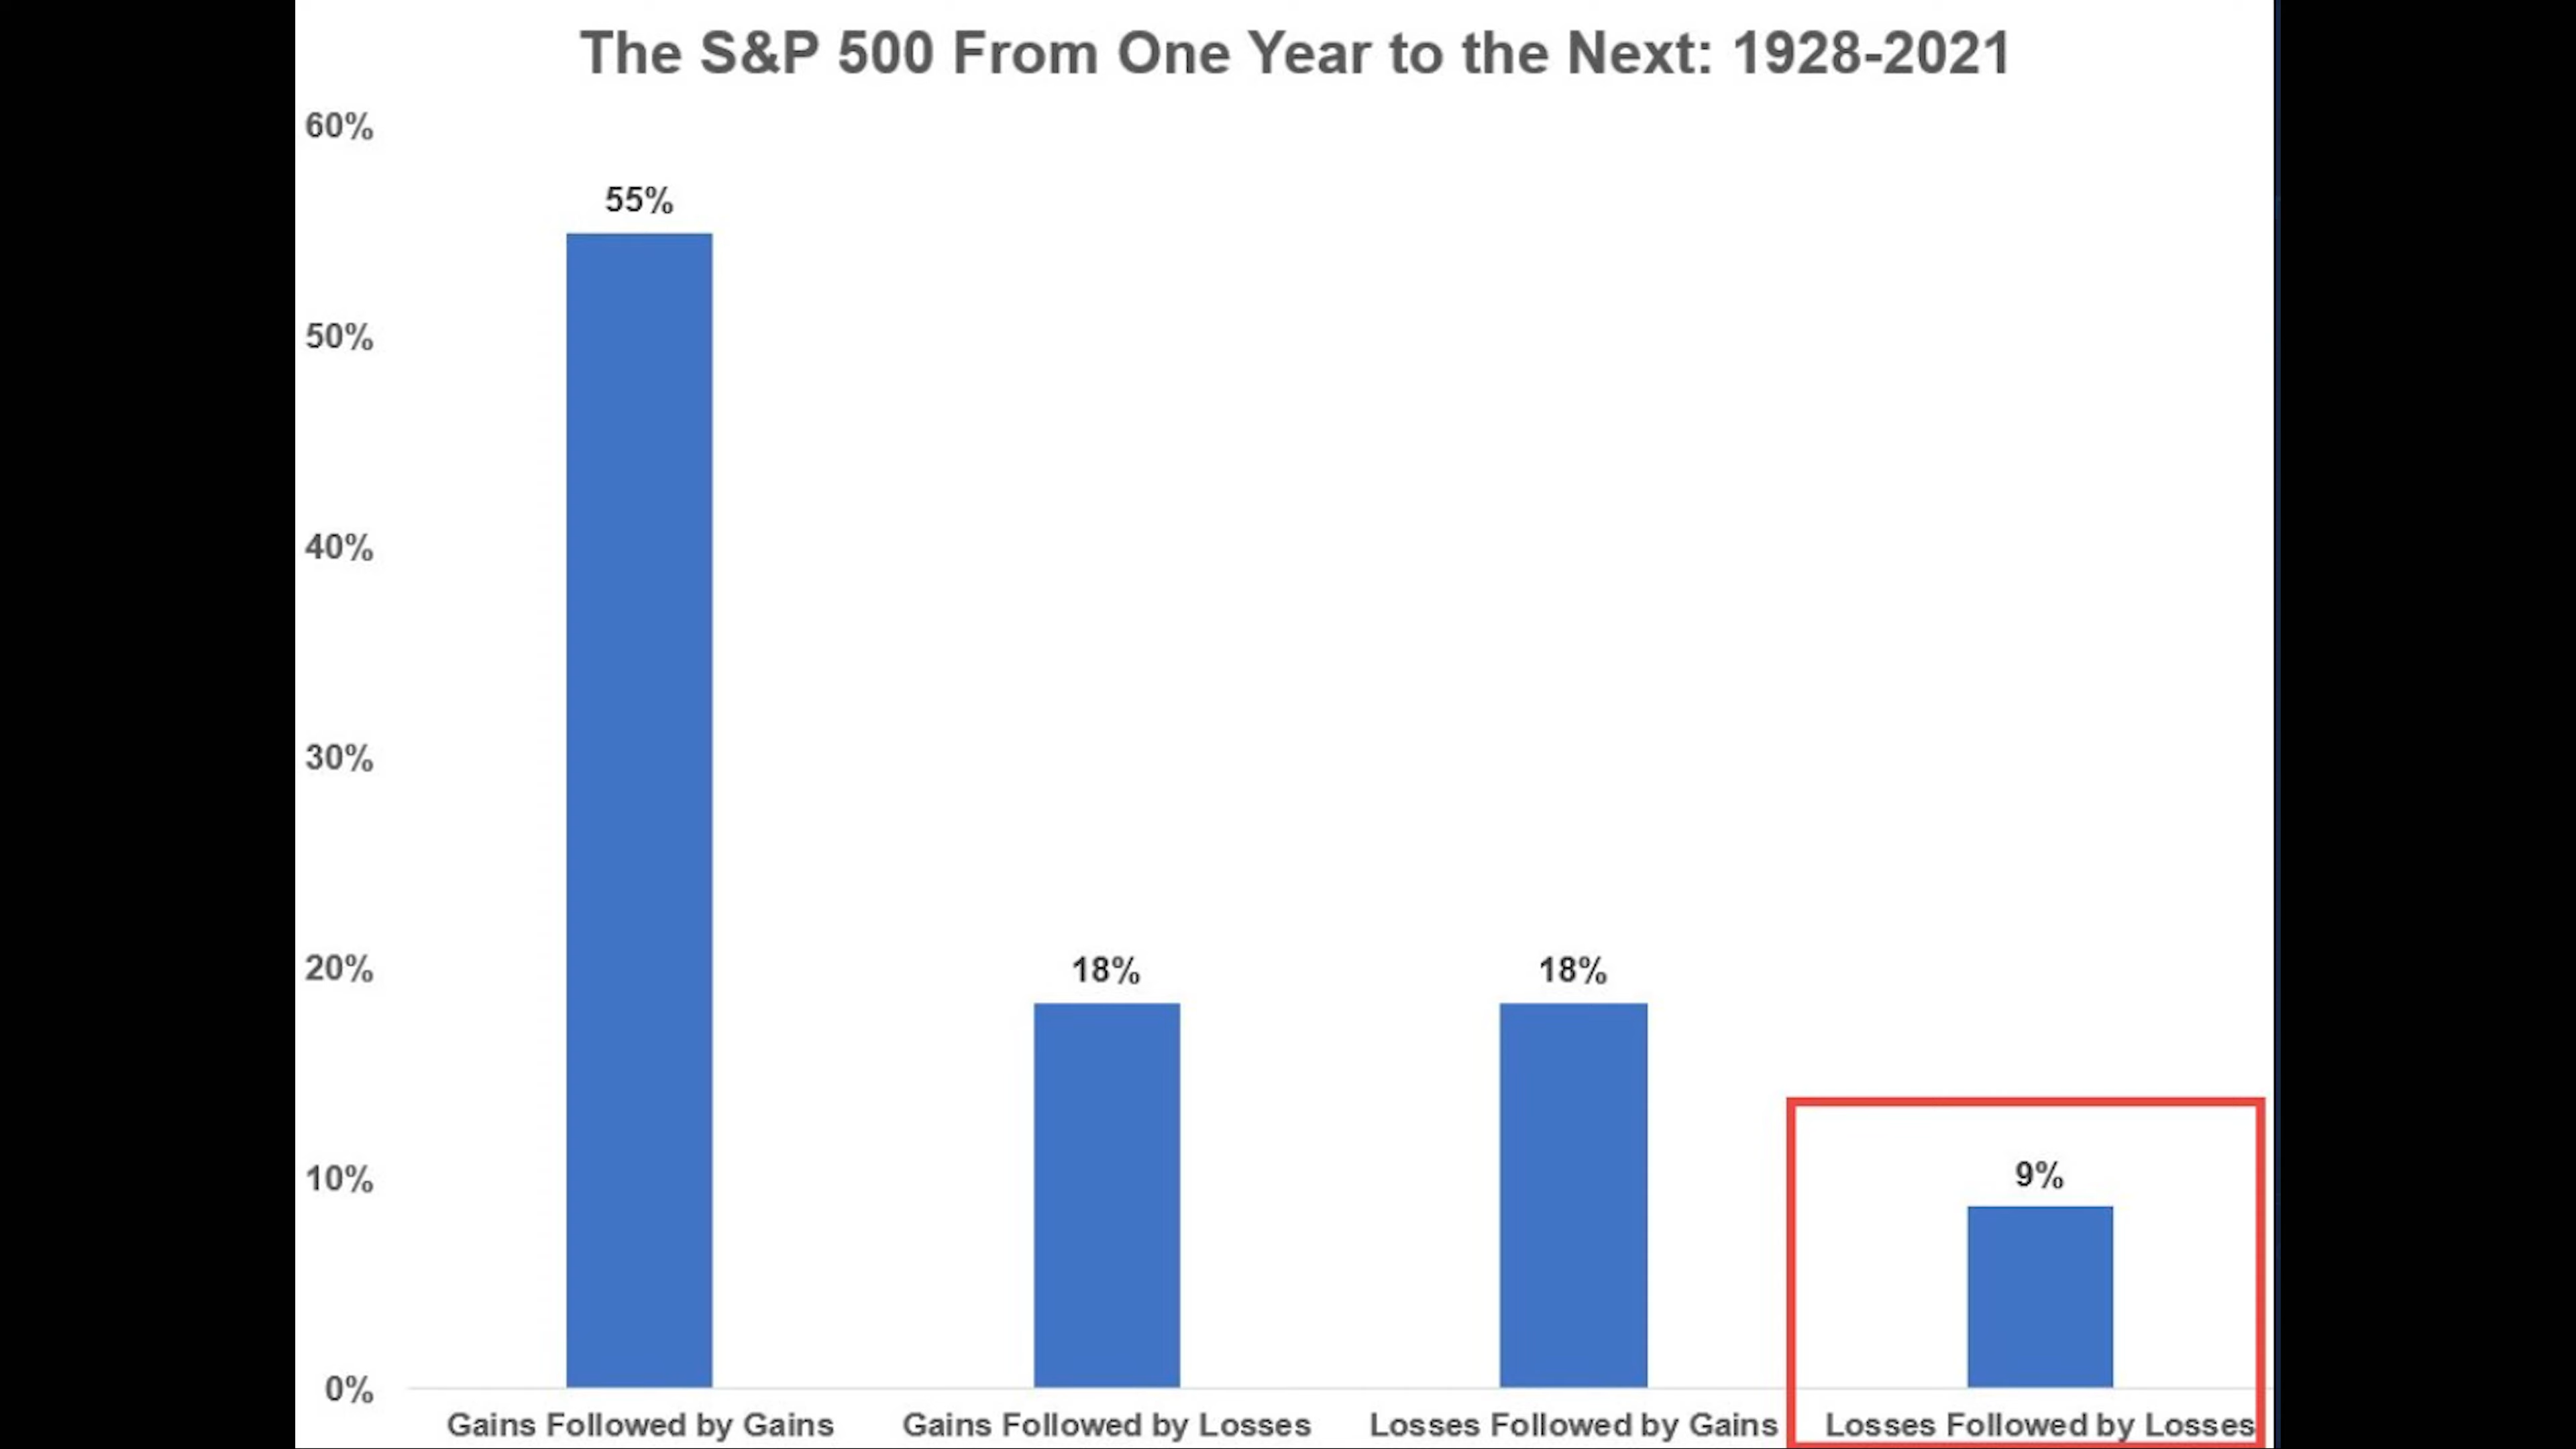 The S&P 500 From One Year to the Next: 1928-2021
60%
55%
50%
40%
30%
20%
18%
18%
10%
9%
0%
Gains Followed by Gains
Gains Followed by Losses
Losses Followed by Gains
Losses Followed by Losses